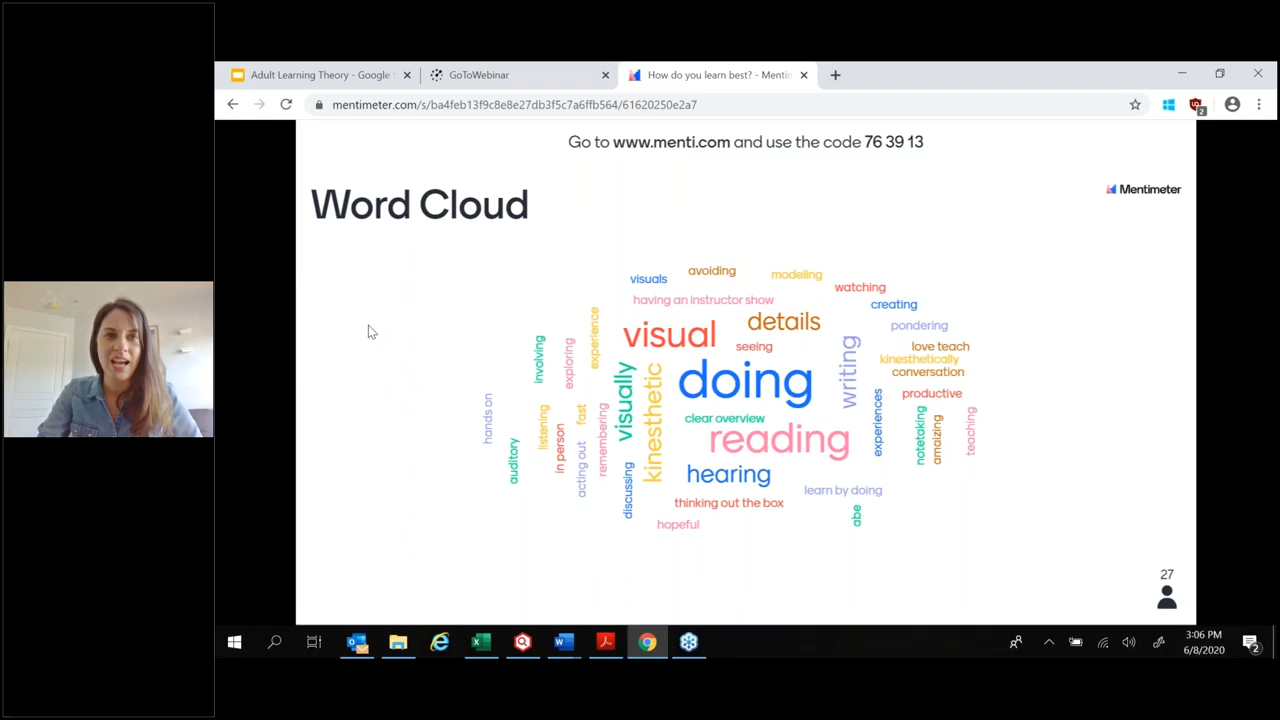 Adult Learning Theory - Google S
GoToWebinar
How do you learn best? - Mentim
mentimeter.com/s/ba4feb13f9c8e8e27db3f5c7a6ffb564/61620250e2a7
2
Go to www.menti.com and use the code 76 39 13
Mentimeter
Word Cloud
visuals
avoiding
modeling
watching
having an instructor show
creating
details
visual
pondering
seeing
love teach
kinesthetically
conversation
doing
productive
clear overview
reading
hearing
learn by doing
thinking out the box
hopeful
hands on
auditory
involving
listening
in person
exploring
acting out
fast
experience
remembering
discussing
visually
kinesthetic
writing
abe
experiences
notetaking
amaizing
teaching
27
3:06 PM
6/8/2020
2